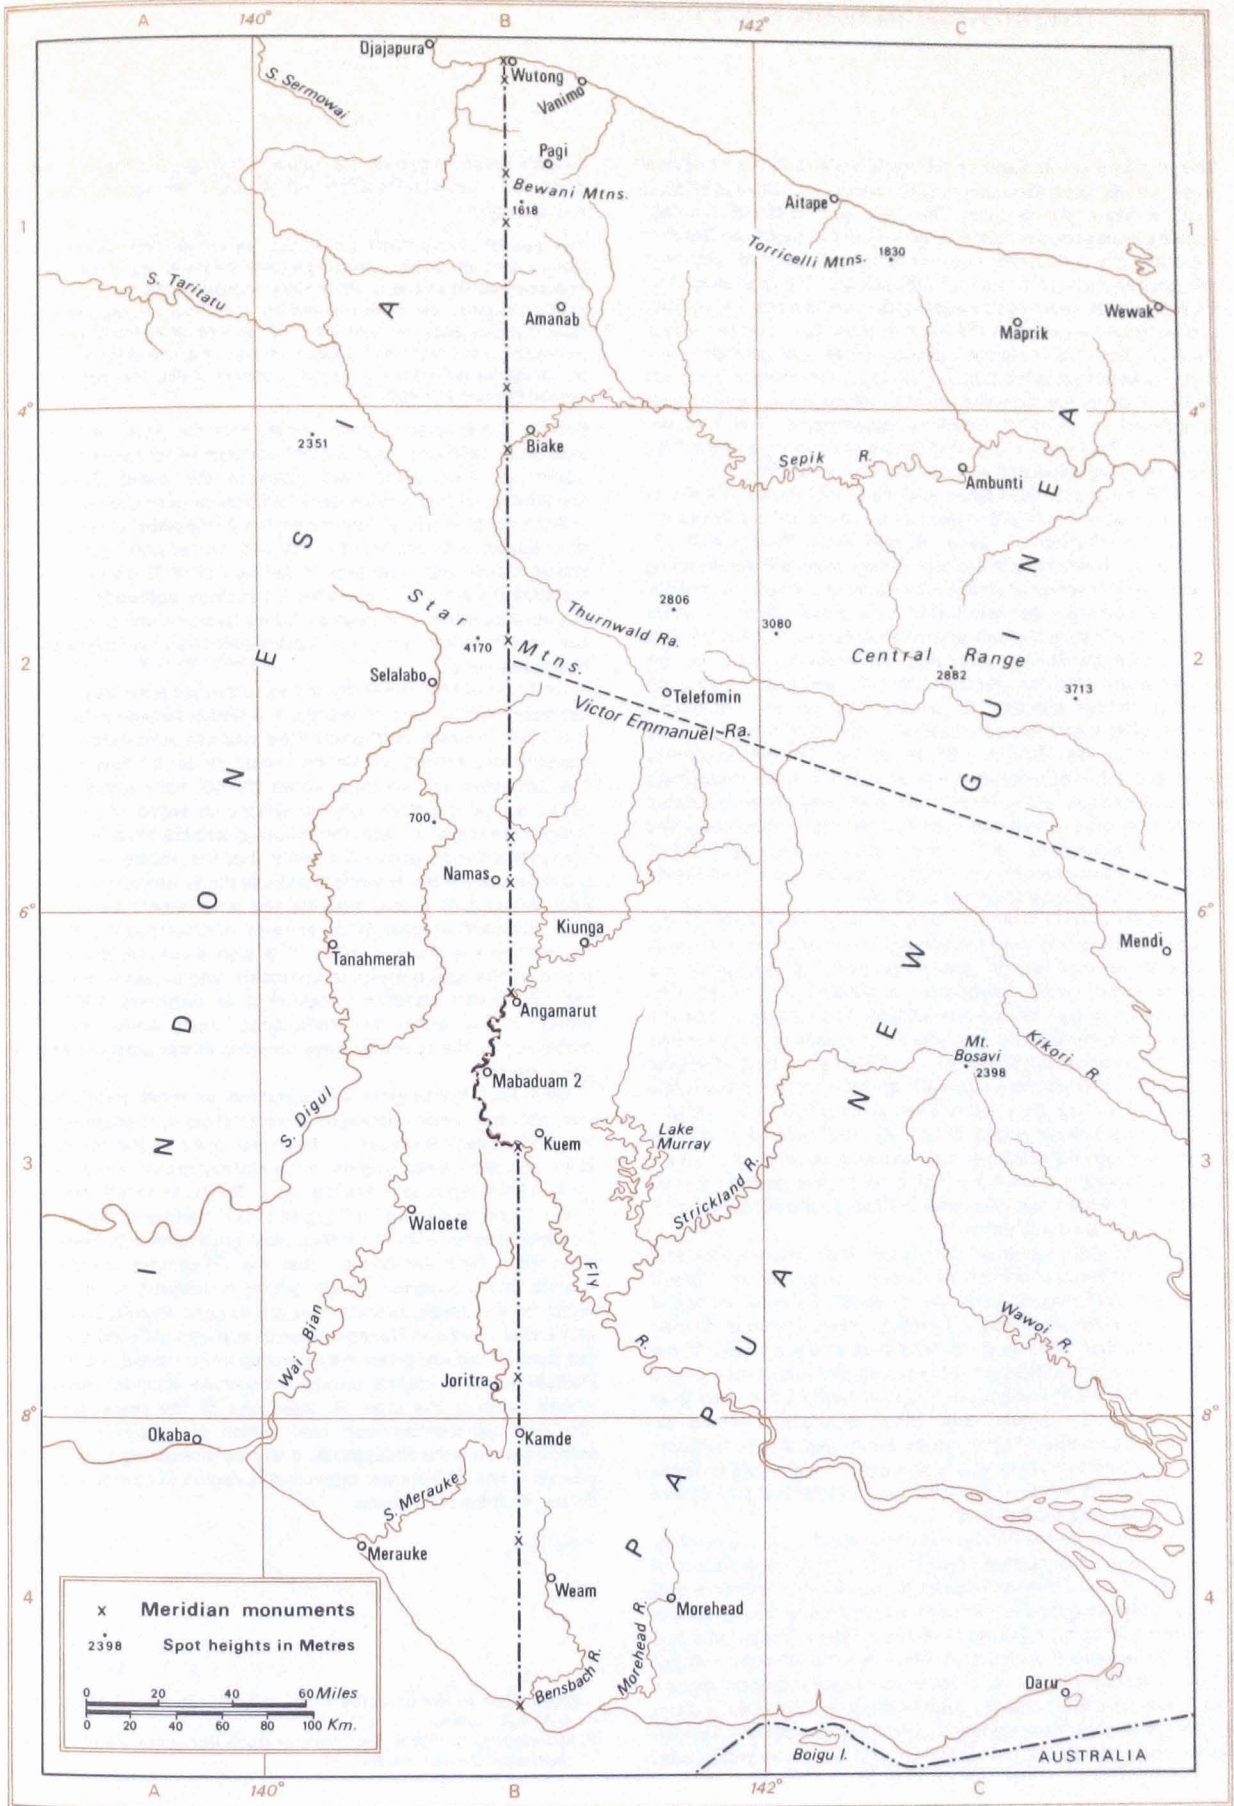 A
140°
B
142°
C
Djajapura
Wutong
Vanimo
S. Sermowai
Pagi
Bewani Mtns.
1618
Aitape
1
1
Torricelli Mtns.
1830
S. Taritatu
A
Amanab
Wewak
Maprik
4°
4°
2351
I
Biake
A
Sepik R.
Ambunti
E
S
N
Star
Mtns.
4170
Thurnwald Ra.
2806
3080
I
E
2
2
Selalabo
Telefomin
Central Range
2882
3713
Victor Emmanuel Ra.
U
N
G
700
Namas
O
6°
6°
Kiunga
Mendi
Tanahmerah
W
Angamarut
D
E
Mt.
Bosavi
2398
Kikori R.
Mabaduam 2
N
S. Digul
Lake
Murray
Kuem
N
3
3
Strickland R.
Waloete
I
Fly
R.
A
Wai Bian
Wawoi R.
U
Joritra
8°
8°
Okaba
Kamde
P
S. Merauke
A
Merauke
P
Weam
Morehead
4
4
x Meridian monuments
2398 Spot heights in Metres
0 20 40 60 Miles
0 20 40 60 80 100 Km.
Bensbach R.
Morehead R.
Daru
Boigu I.
AUSTRALIA
A
140°
B
142°
C